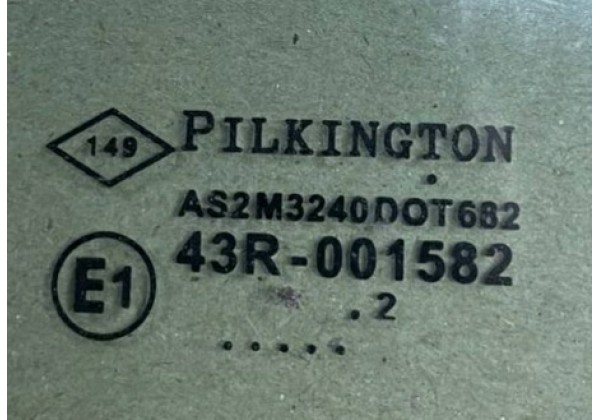 149 PILKINGTON
AS2M3240DOT682
E1 43R-001582
.2
.....